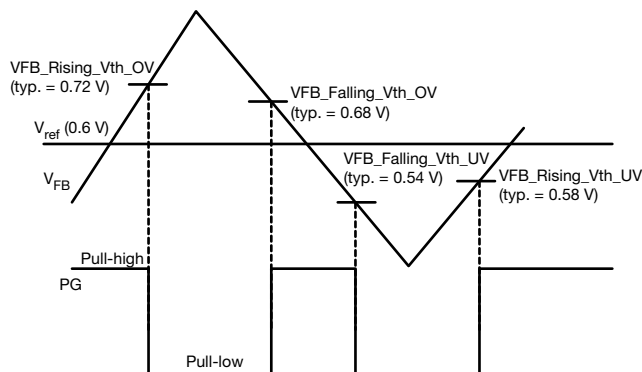 VFB_Rising_Vth_OV
(typ. = 0.72 V)
VFB_Falling_Vth_OV
(typ. = 0.68 V)
Vref (0.6 V)
VFB_Falling_Vth_UV
(typ. = 0.54 V)
VFB_Rising_Vth_UV
(typ. = 0.58 V)
VFB
Pull-high
PG
Pull-low